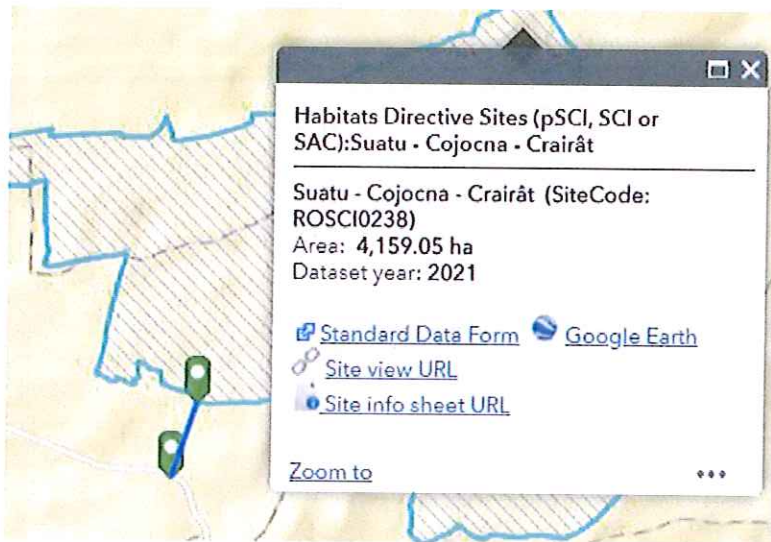 Habitats Directive Sites (pSCI, SCI or
SAC):Suatu - Cojocna - Crairât
Suatu - Cojocna - Crairât (SiteCode:
ROSCI0238)
Area: 4,159.05 ha
Dataset year: 2021
Standard Data Form Google Earth
Site view URL
Site info sheet URL
Zoom to